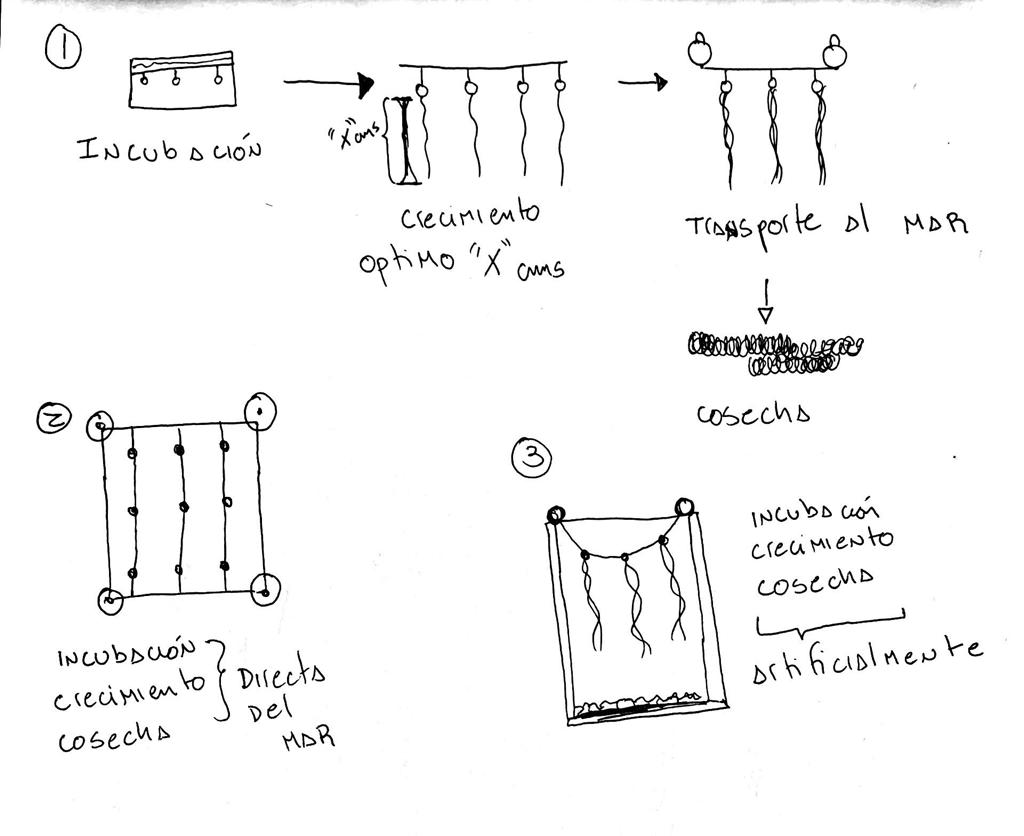 1
INCUbACIÓN
"X" cms
crecimiento
optimo "X" cms
TRANSporte Al MAR
cosecha
2
INCUbACIÓN
crecimiento
cosecha
Directa
Del
MAR
3
INCUbACIÓN
crecimiento
cosecha
Artificialmente